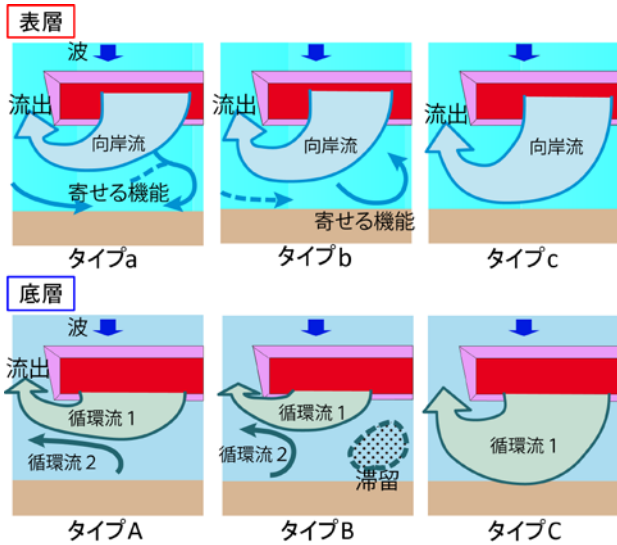 表層
波
流出
向岸流
寄せる機能
タイプa
流出
向岸流
寄せる機能
タイプb
流出
向岸流
タイプc
底層
波
流出
循環流1
循環流2
タイプA
循環流1
循環流2
滞留
タイプB
循環流1
タイプC